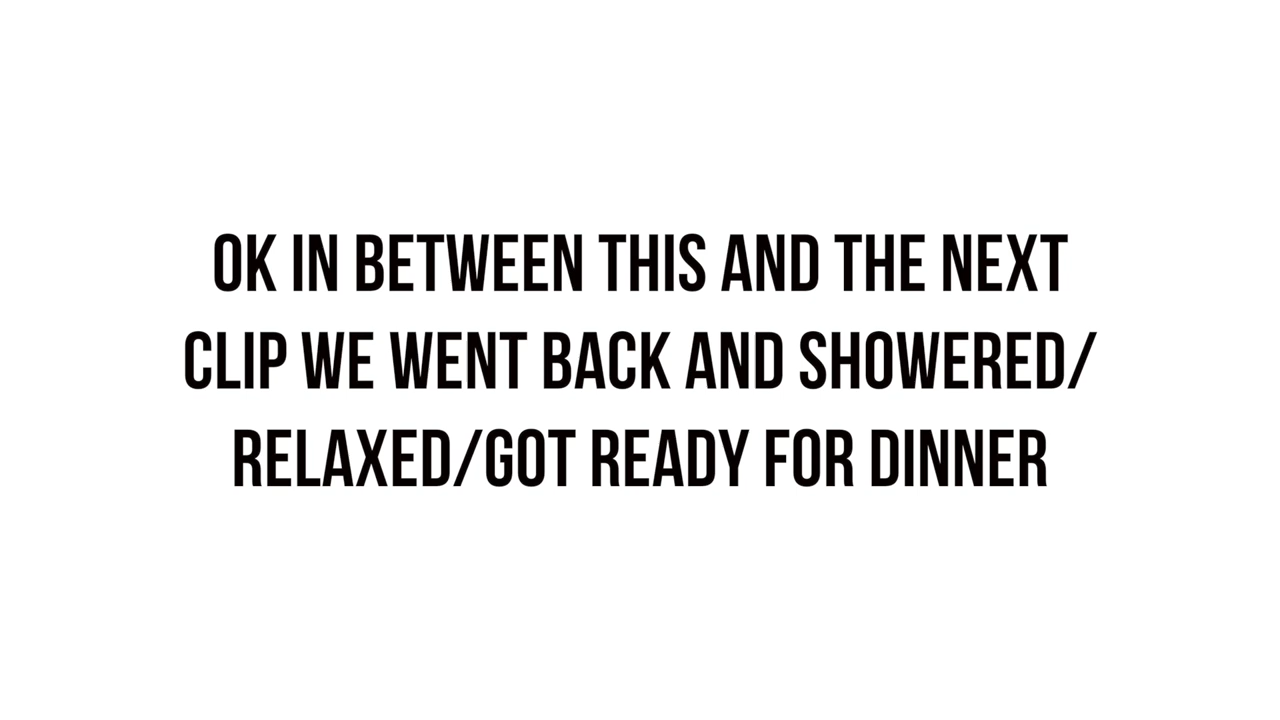 OK IN BETWEEN THIS AND THE NEXT
CLIP WE WENT BACK AND SHOWERED/
RELAXED/GOT READY FOR DINNER